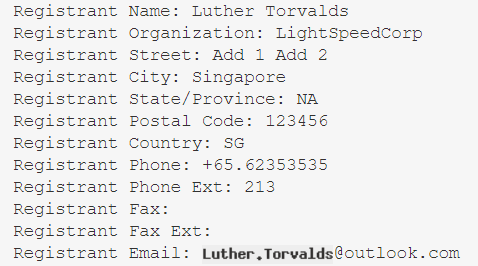 Registrant Name: Luther Torvalds
Registrant Organization: LightSpeedCorp
Registrant Street: Add 1 Add 2
Registrant City: Singapore
Registrant State/Province: NA
Registrant Postal Code: 123456
Registrant Country: SG
Registrant Phone: +65.62353535
Registrant Phone Ext: 213
Registrant Fax:
Registrant Fax Ext:
Registrant Email: Luther.Torvalds@outlook.com